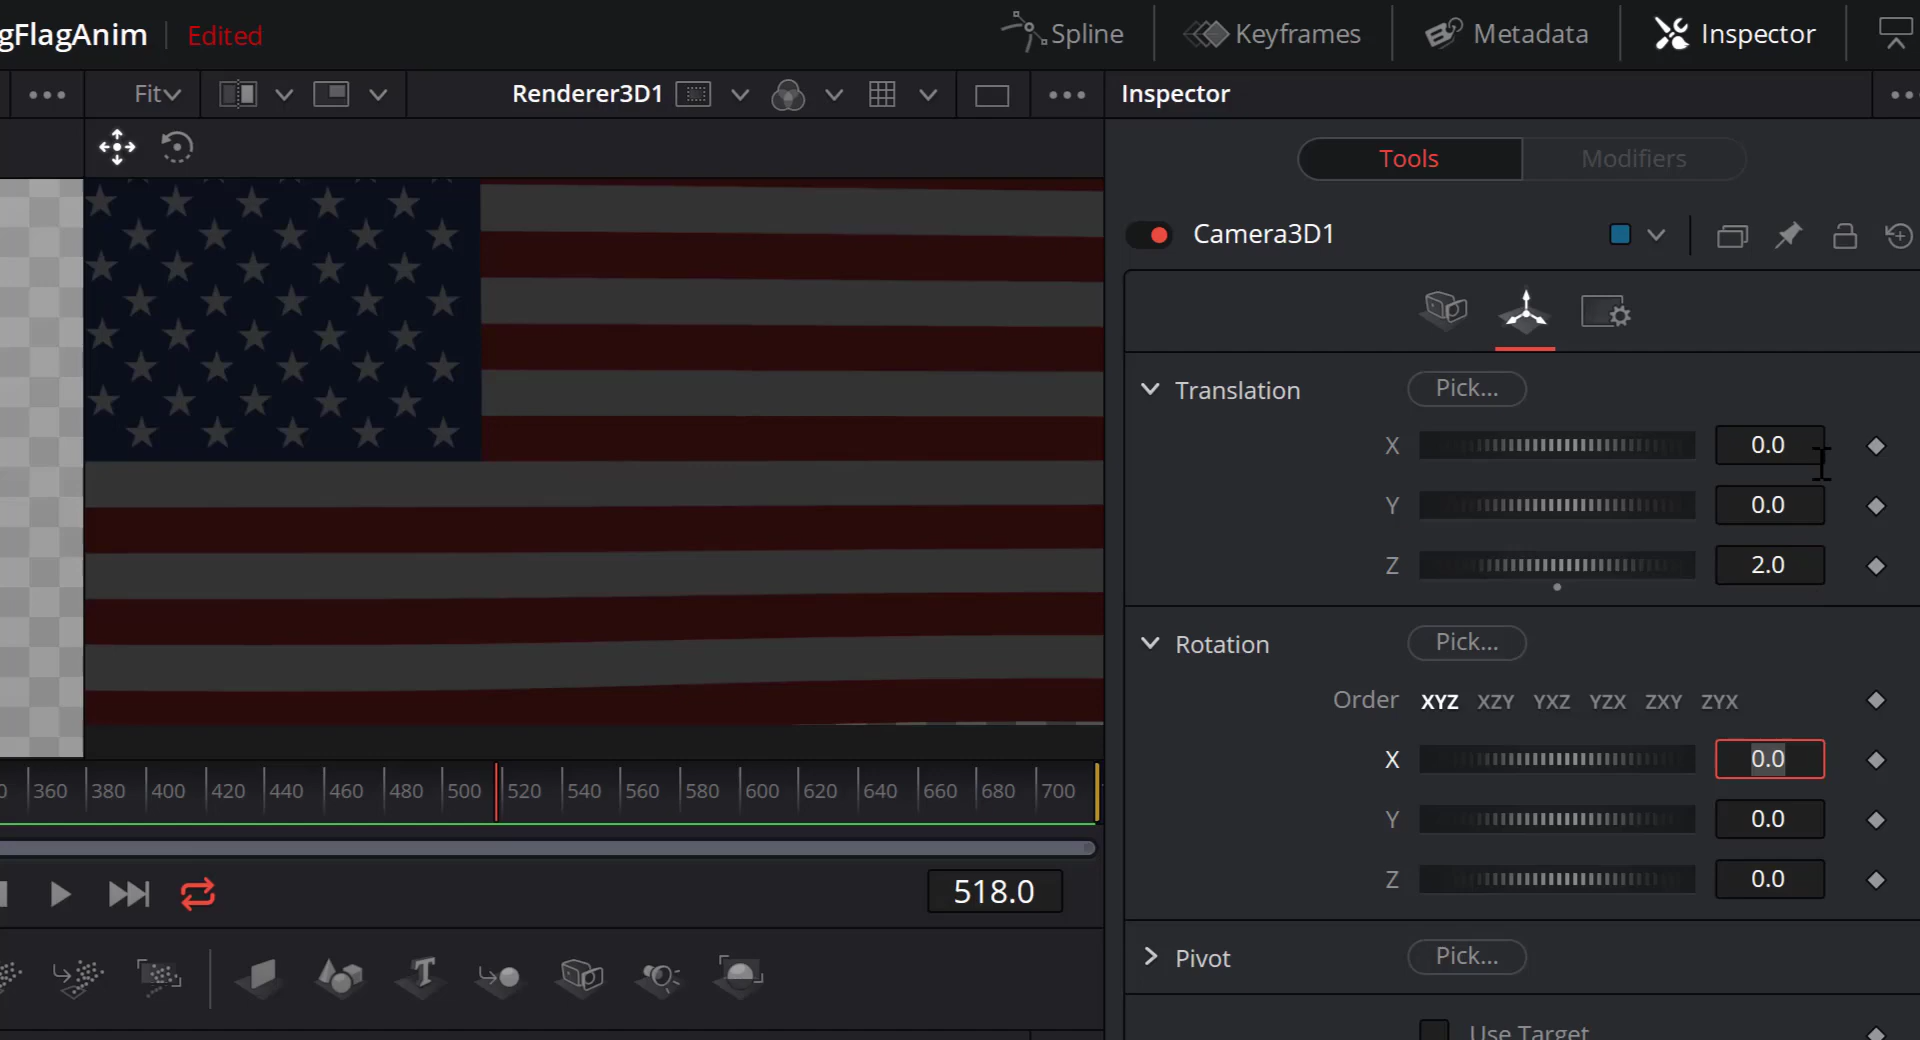 gFlagAnim
Edited
Spline
Keyframes
Metadata
Inspector
Fit
Renderer3D1
Inspector
Tools
Modifiers
Camera3D1
Translation
Pick...
X
0.0
Y
0.0
Z
2.0
Rotation
Pick...
Order
XYZ
XZY
YXZ
YZX
ZXY
ZYX
X
0.0
Y
0.0
Z
0.0
Pivot
Pick...
Use Target
0
360
380
400
420
440
460
480
500
520
540
560
580
600
620
640
660
680
700
518.0